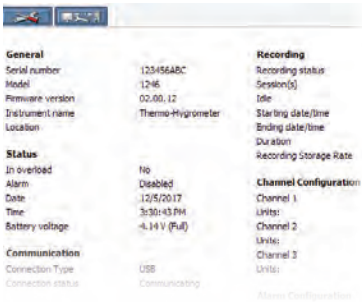 General
Serial number 123456ABC
Model 1246
Firmware version 02.00.12
Instrument name Thermo-Hygrometer
Location
Status
In overload No
Alarm Disabled
Date 12/5/2017
Time 3:30:43 PM
Battery voltage 4.14 V (Full)
Communication
Connection Type USB
Connection status Communicating
Recording
Recording status
Session(s)
Idle
Starting date/time
Ending date/time
Duration
Recording Storage Rate
Channel Configuration
Channel 1
Units:
Channel 2
Units:
Channel 3
Units:
Alarm Configuration